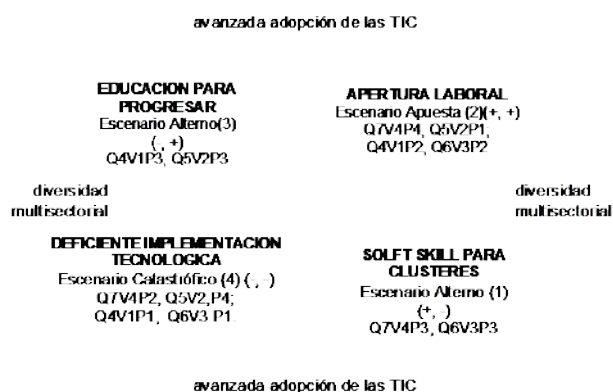 avanzada adopción de las TIC
EDUCACION PARA
PROGRESAR
Escenario Alterno(3)
(-, +)
Q4V1P3, Q5V2P3
APERTURA LABORAL
Escenario Apuesta (2)(+, +)
Q7V4P4, Q5V2P1,
Q4V1P2, Q6V3P2
diversidad
multisectorial
diversidad
multisectorial
DEFICIENTE IMPLEMENTACION
TECNOLOGICA
Escenario Catastrófico (4) (-, -)
Q7V4P2, Q5V2,P4;
Q4V1P1, Q6V3 P1.
SOLFT SKILL PARA
CLUSTERES
Escenario Alterno (1)
(+, -)
Q7V4P3, Q6V3P3
avanzada adopción de las TIC